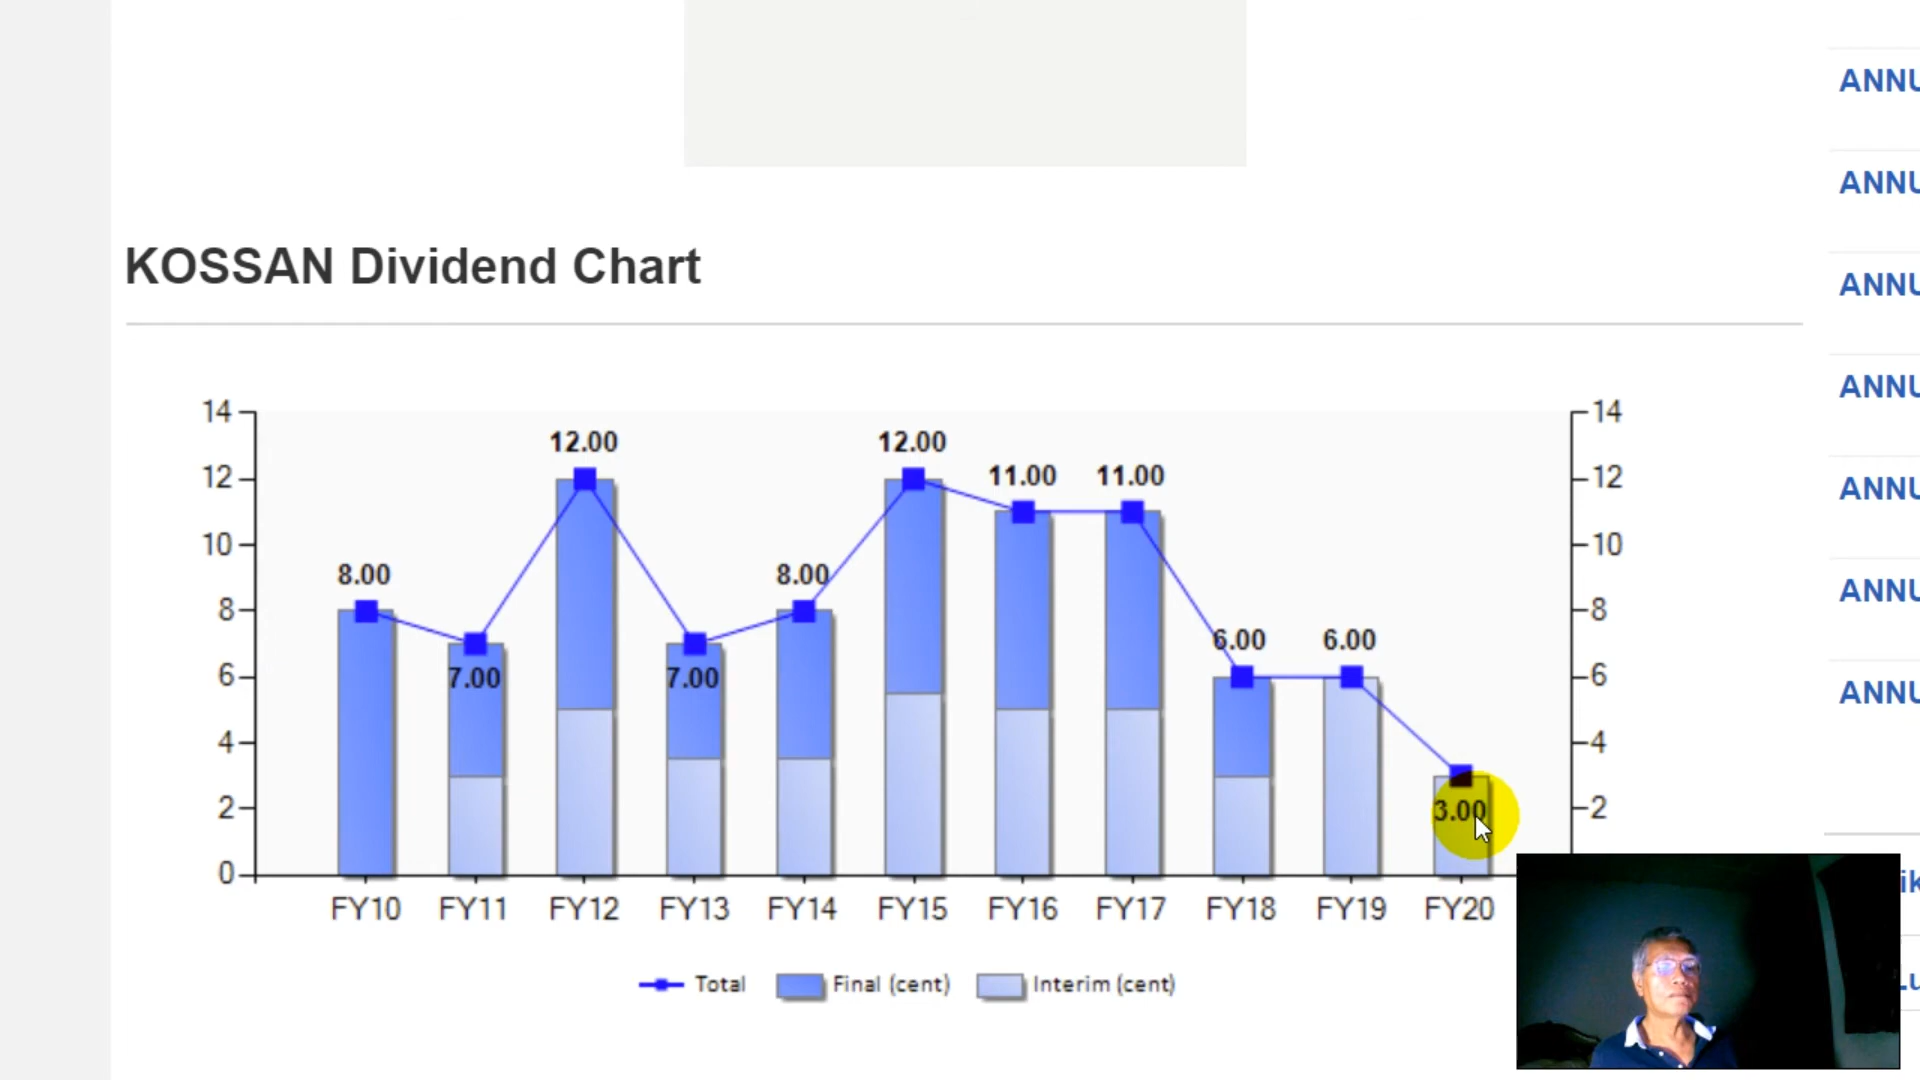 ANNU
ANNU
KOSSAN Dividend Chart
ANNU
ANNU
ANNU
ANNU
ANNU
14 14
12.00 12.00
12 11.00 11.00 12
10 10
8.00 8.00
8 8
6.00 6.00
6 7.00 7.00 6
4 4
2 3.00 2
0
FY10 FY11 FY12 FY13 FY14 FY15 FY16 FY17 FY18 FY19 FY20
Total Final (cent) Interim (cent)